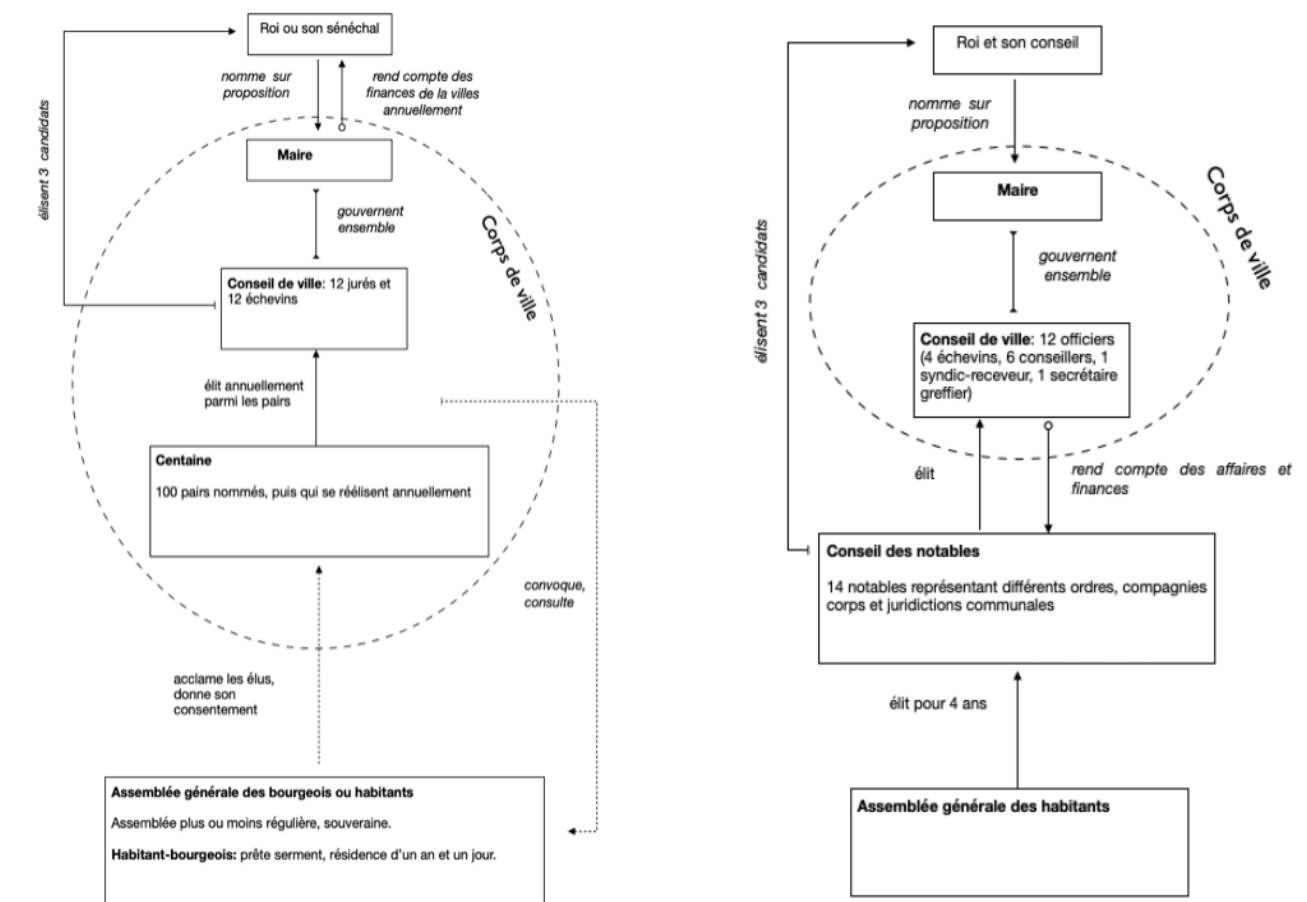 Roi ou son sénéchal
nomme sur
proposition
rend compte des
finances de la villes
annuellement
élisent 3 candidats
Maire
gouvernent
ensemble
Corps de ville
Conseil de ville: 12 jurés et
12 échevins
élit annuellement
parmi les pairs
Centaine
100 pairs nommés, puis qui se réélisent annuellement
convoque,
consulte
acclame les élus,
donne son
consentement
Assemblée générale des bourgeois ou habitants
Assemblée plus ou moins régulière, souveraine.
Habitant-bourgeois: prête serment, résidence d'un an et un jour.
Roi et son conseil
nomme sur
proposition
élisent 3 candidats
Maire
gouvernent
ensemble
Corps de ville
Conseil de ville: 12 officiers
(4 échevins, 6 conseillers, 1
syndic-receveur, 1 secrétaire
greffier)
élit
rend compte des affaires et
finances
Conseil des notables
14 notables représentant différents ordres, compagnies
corps et juridictions communales
élit pour 4 ans
Assemblée générale des habitants